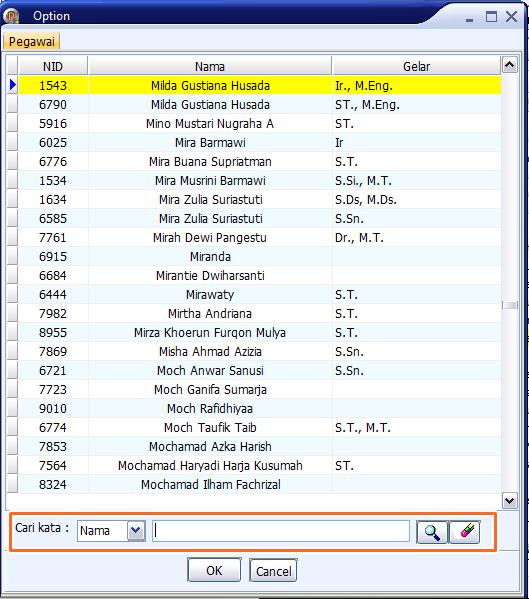 Option
Pegawai
NID Nama Gelar
1543 Milda Gustiana Husada Ir., M.Eng.
6790 Milda Gustiana Husada ST., M.Eng.
5916 Mino Mustari Nugraha A ST.
6025 Mira Barmawi Ir
6776 Mira Buana Supriatman S.T.
1534 Mira Musrini Barmawi S.Si., M.T.
1634 Mira Zulia Suriastuti S.Ds, M.Ds.
6585 Mira Zulia Suriastuti S.Sn.
7761 Mirah Dewi Pangestu Dr., M.T.
6915 Miranda
6684 Mirantie Dwiharsanti
6444 Mirawaty S.T.
7982 Mirtha Andriana S.T.
8955 Mirza Khoerun Furqon Mulya S.T.
7869 Misha Ahmad Azizia S.Sn.
6721 Moch Anwar Sanusi S.Sn.
7723 Moch Ganifa Sumarja
9010 Moch Rafidhiyaa
6774 Moch Taufik Taib S.T., M.T.
7853 Mochamad Azka Harish
7564 Mochamad Haryadi Harja Kusumah ST.
8324 Mochamad Ilham Fachrizal
Cari kata : Nama
OK Cancel